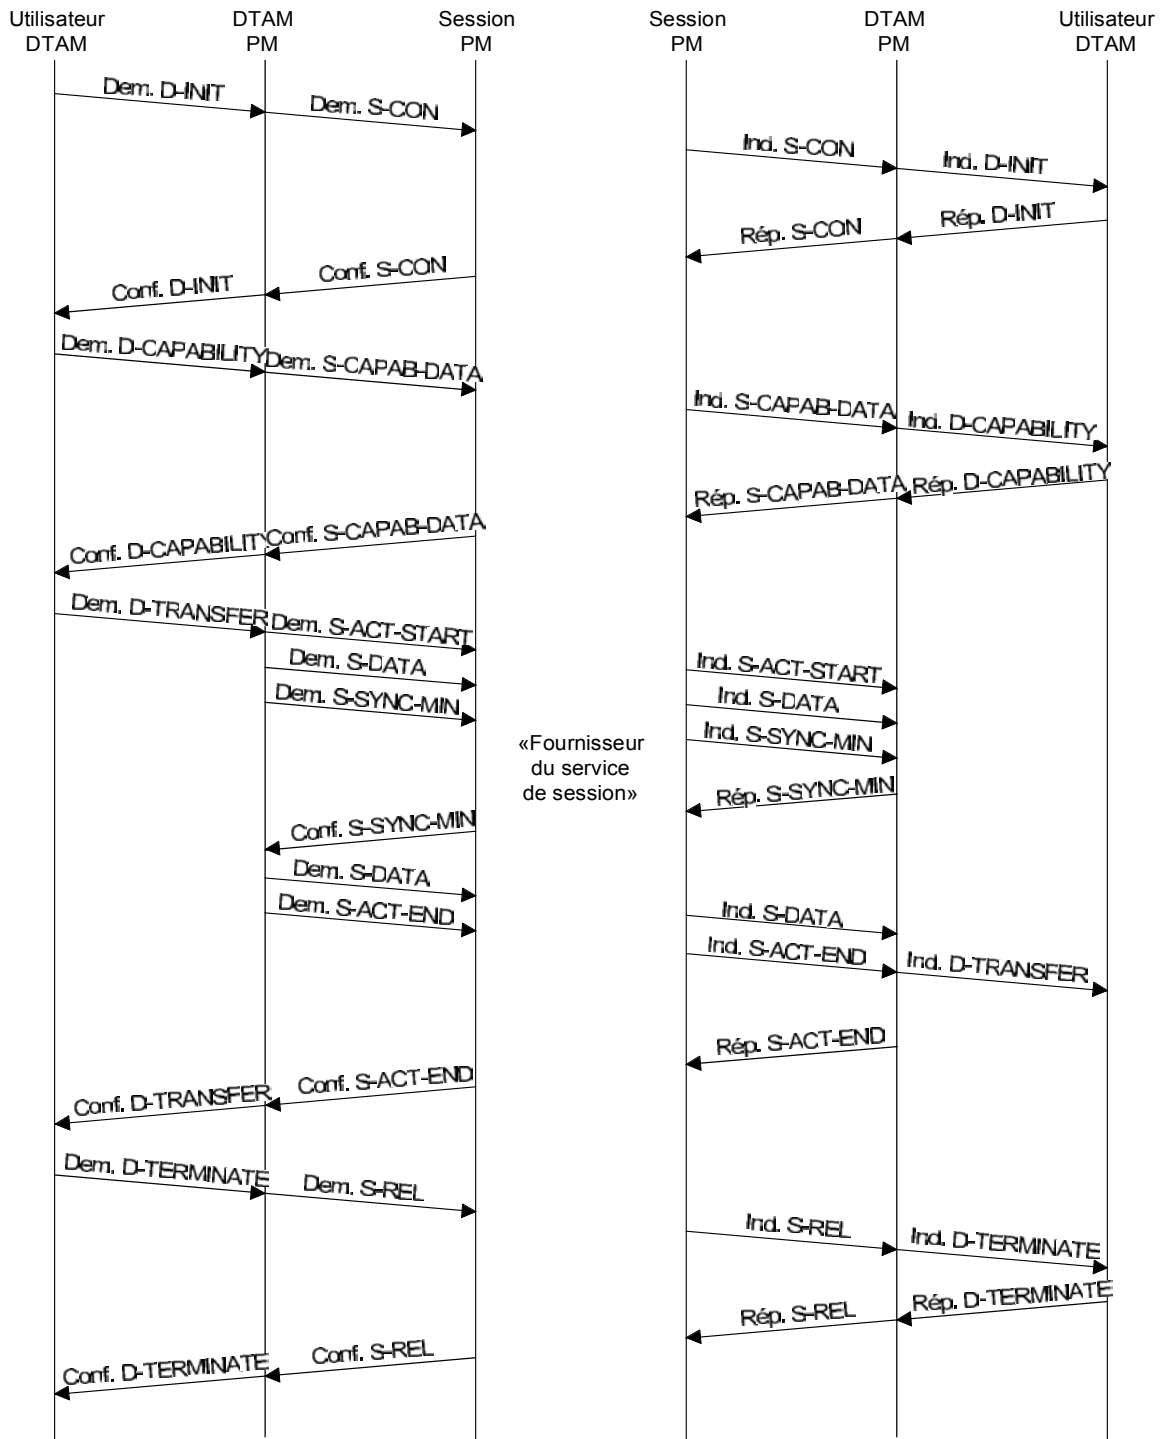 Utilisateur
DTAM
DTAM
PM
Session
PM
Session
PM
DTAM
PM
Utilisateur
DTAM
Dem. D-INIT
Dem. S-CON
Ind. S-CON
Ind. D-INIT
Rép. D-INIT
Rép. S-CON
Conf. S-CON
Conf. D-INIT
Dem. D-CAPABILITY
Dem. S-CAPAB-DATA
Ind. S-CAPAB-DATA
Ind. D-CAPABILITY
Rép. D-CAPABILITY
Rép. S-CAPAB-DATA
Conf. S-CAPAB-DATA
Conf. D-CAPABILITY
Dem. D-TRANSFER
Dem. S-ACT-START
Dem. S-DATA
Dem. S-SYNC-MIN
Ind. S-ACT-START
Ind. S-DATA
Ind. S-SYNC-MIN
«Fournisseur
du service
de session»
Rép. S-SYNC-MIN
Conf. S-SYNC-MIN
Dem. S-DATA
Dem. S-ACT-END
Ind. S-DATA
Ind. S-ACT-END
Ind. D-TRANSFER
Rép. S-ACT-END
Conf. S-ACT-END
Conf. D-TRANSFER
Dem. D-TERMINATE
Dem. S-REL
Ind. S-REL
Ind. D-TERMINATE
Rép. D-TERMINATE
Rép. S-REL
Conf. S-REL
Conf. D-TERMINATE